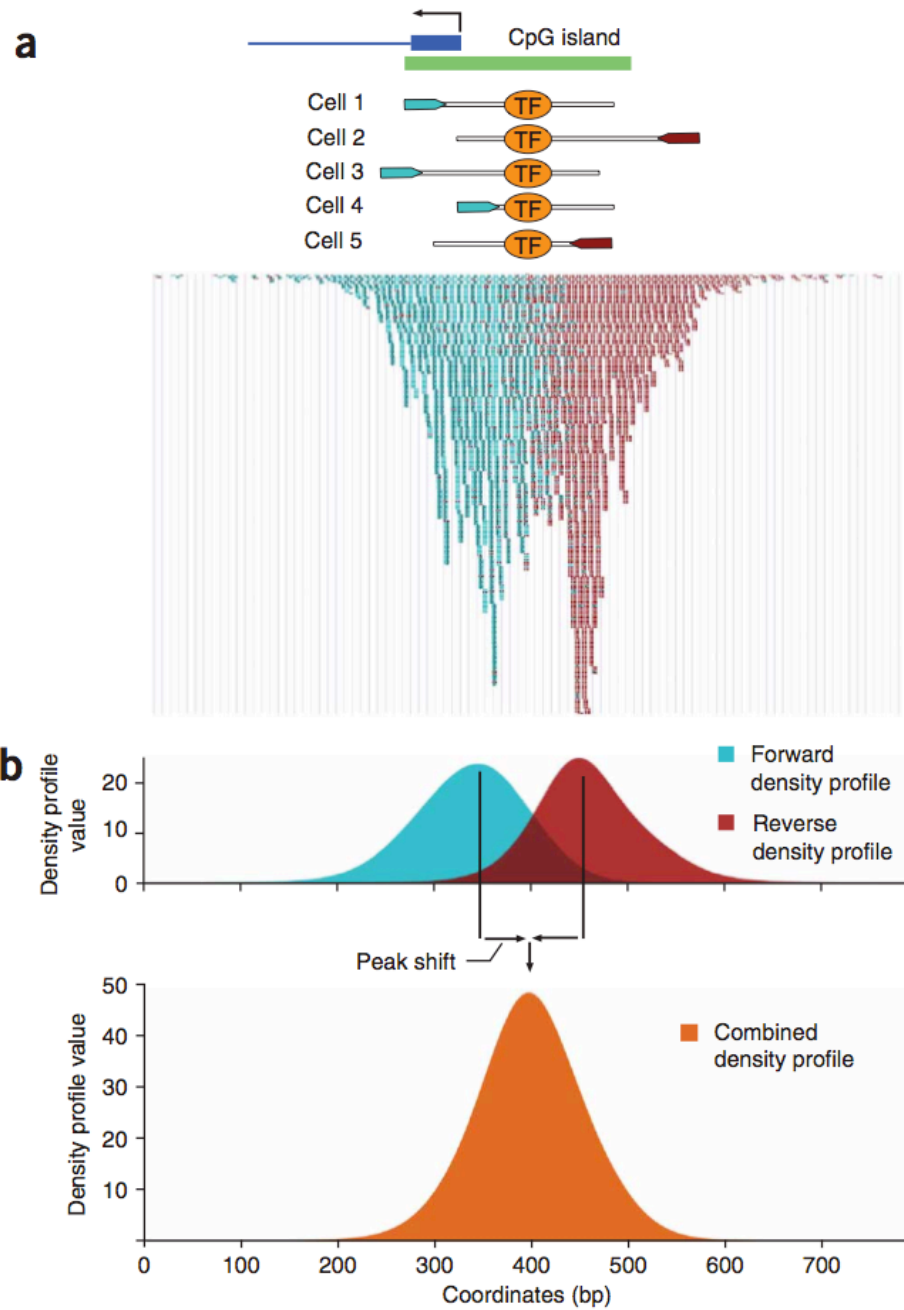 a
CpG island
Cell 1
TF
Cell 2
TF
Cell 3
TF
Cell 4
TF
Cell 5
TF
b
Density profile
value
20
10
0
Forward
density profile
Reverse
density profile
Peak shift
Density profile value
50
40
30
20
10
Combined
density profile
0
100
200
300
400
500
600
700
Coordinates (bp)